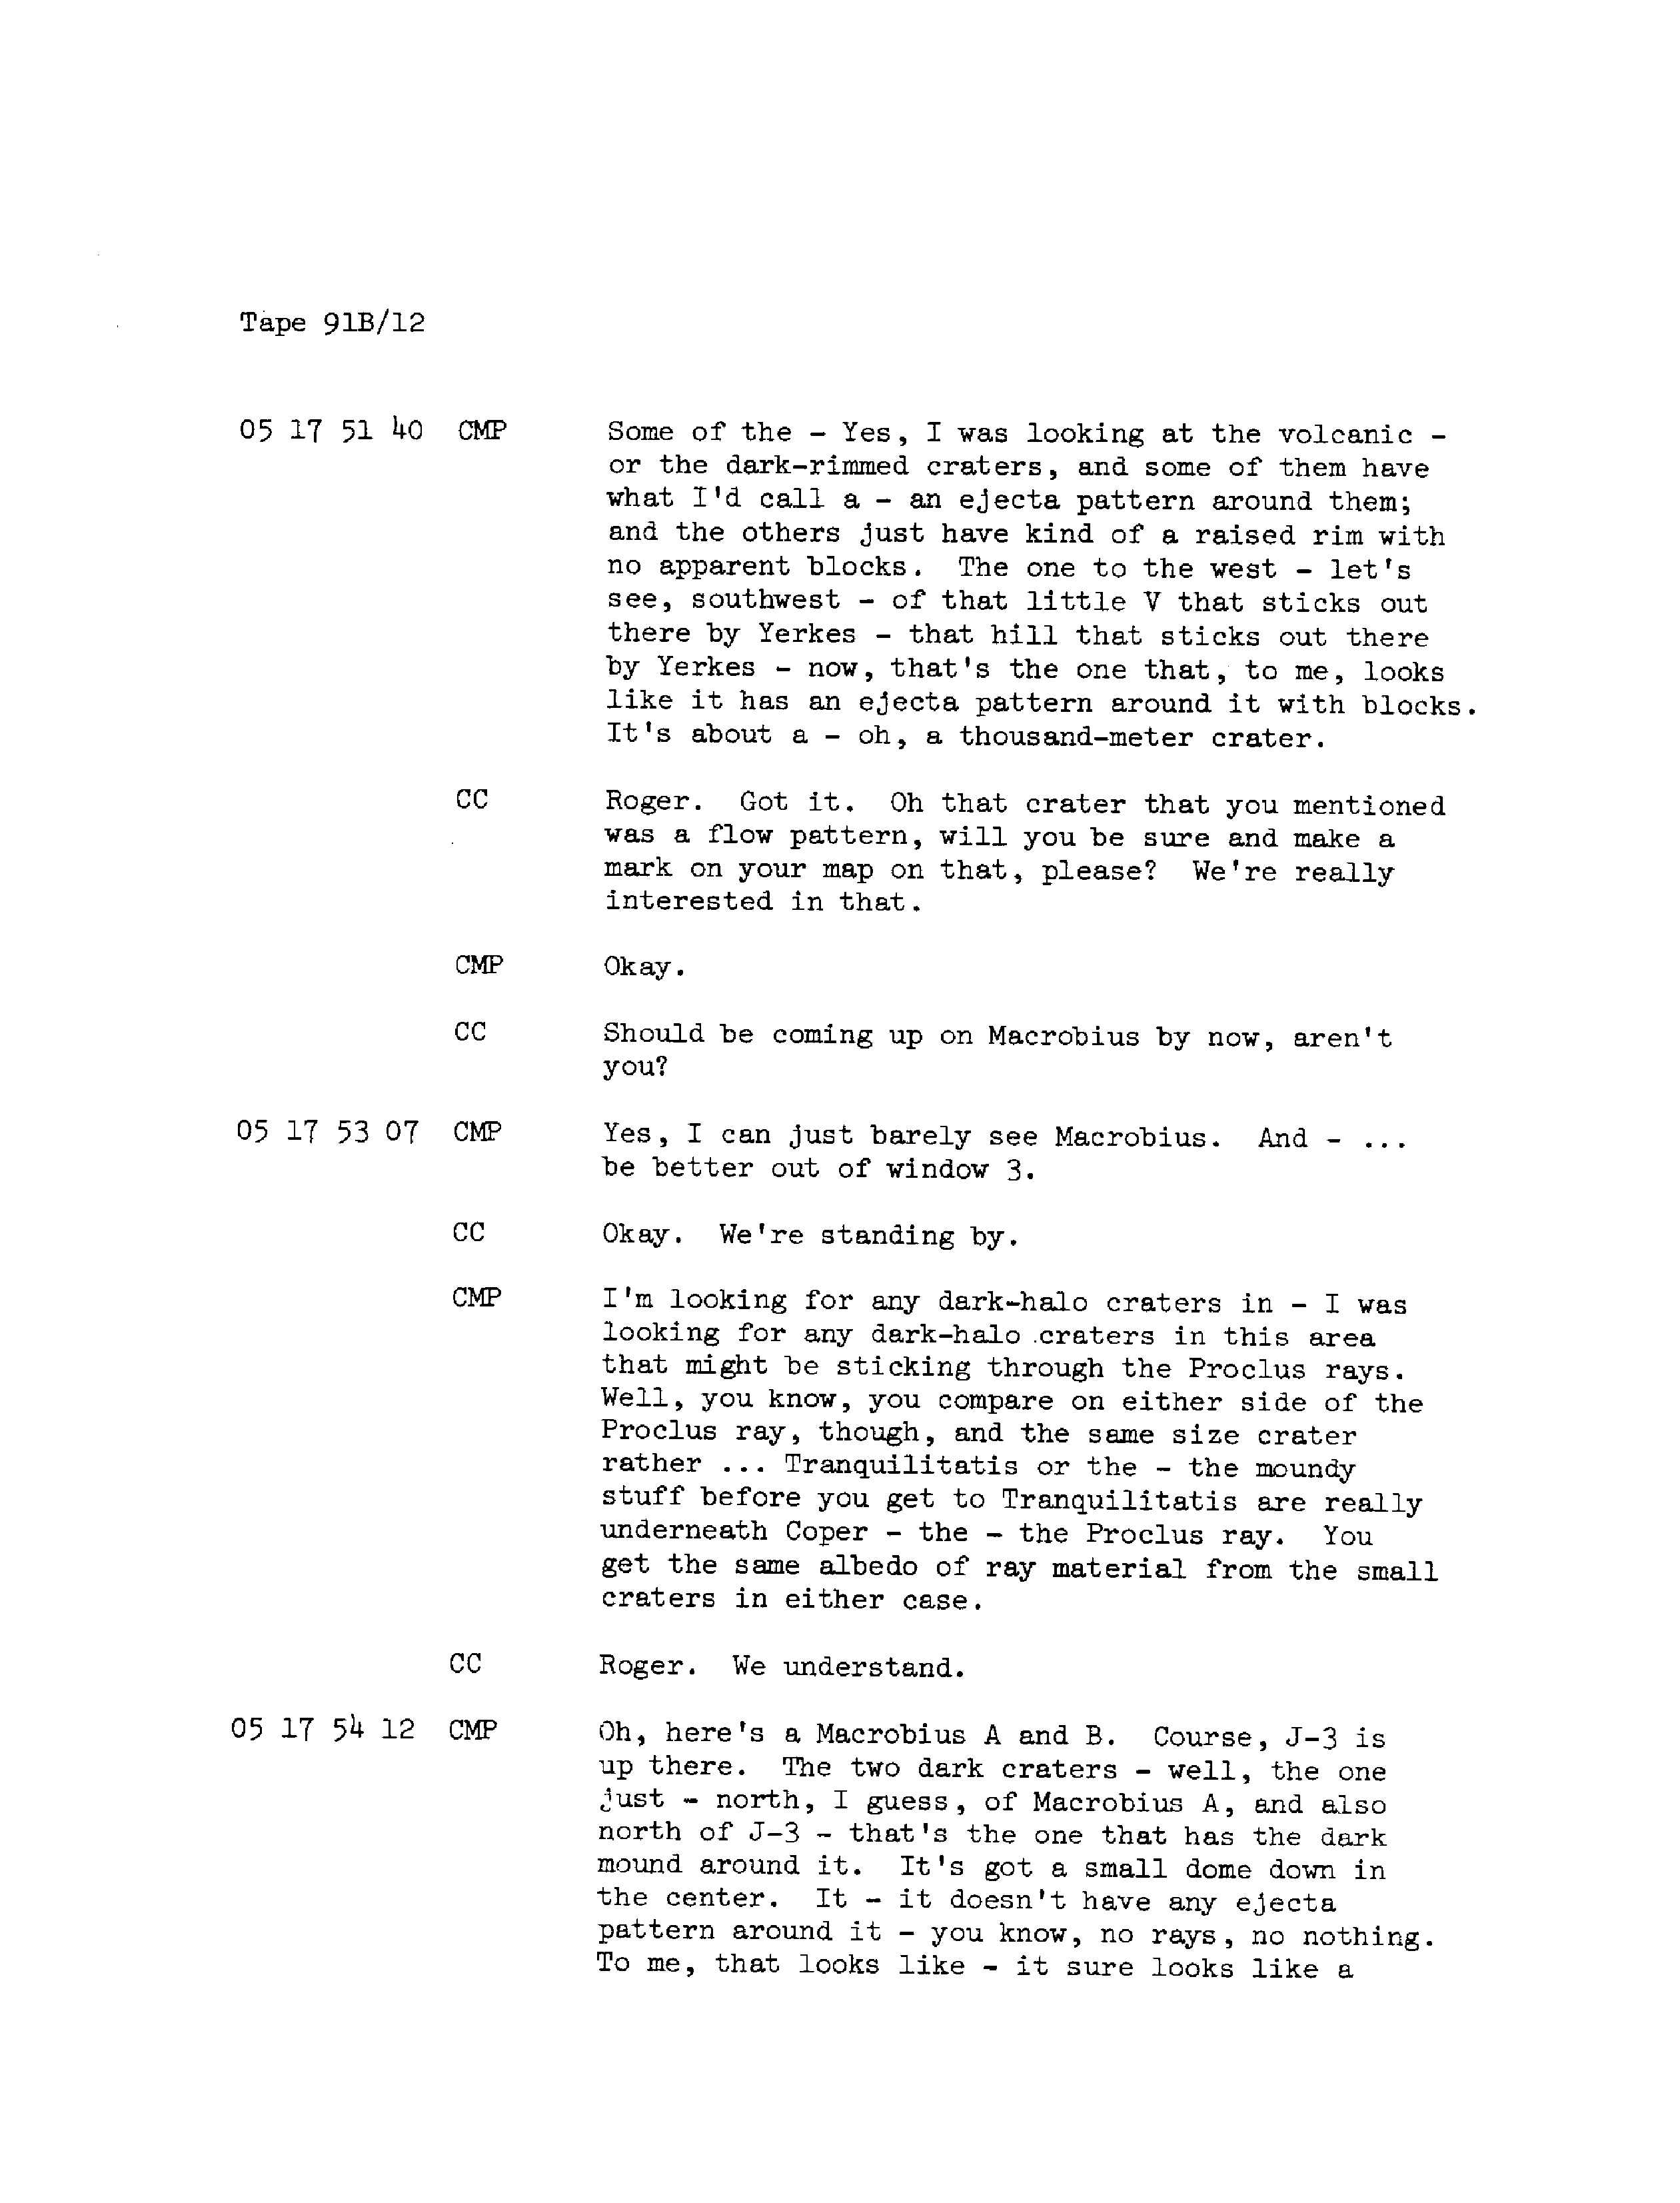 Tape 91B/12
05 17 51 40 CMP Some of the - Yes, I was looking at the volcanic -
or the dark-rimmed craters, and some of them have
what I'd call a - an ejecta pattern around them;
and the others just have kind of a raised rim with
no apparent blocks. The one to the west - let's
see, southwest - of that little V that sticks out
there by Yerkes - that hill that sticks out there
by Yerkes - now, that's the one that, to me, looks
like it has an ejecta pattern around it with blocks.
It's about a - oh, a thousand-meter crater.
CC Roger. Got it. Oh that crater that you mentioned
was a flow pattern, will you be sure and make a
mark on your map on that, please? We're really
interested in that.
CMP Okay.
CC Should be coming up on Macrobius by now, aren't
you?
05 17 53 07 CMP Yes, I can just barely see Macrobius. And - ...
be better out of window 3.
CC Okay. We're standing by.
CMP I'm looking for any dark-halo craters in - I was
looking for any dark-halo craters in this area
that might be sticking through the Proclus rays.
Well, you know, you compare on either side of the
Proclus ray, though, and the same size crater
rather ... Tranquilitatis or the - the moundy
stuff before you get to Tranquilitatis are really
underneath Coper - the - the Proclus ray. You
get the same albedo of ray material from the small
craters in either case.
CC Roger. We understand.
05 17 54 12 CMP Oh, here's a Macrobius A and B. Course, J-3 is
up there. The two dark craters - well, the one
just - north, I guess, of Macrobius A, and also
north of J-3 - that's the one that has the dark
mound around it. It's got a small dome down in
the center. It - it doesn't have any ejecta
pattern around it - you know, no rays, no nothing.
To me, that looks like - it sure looks like a